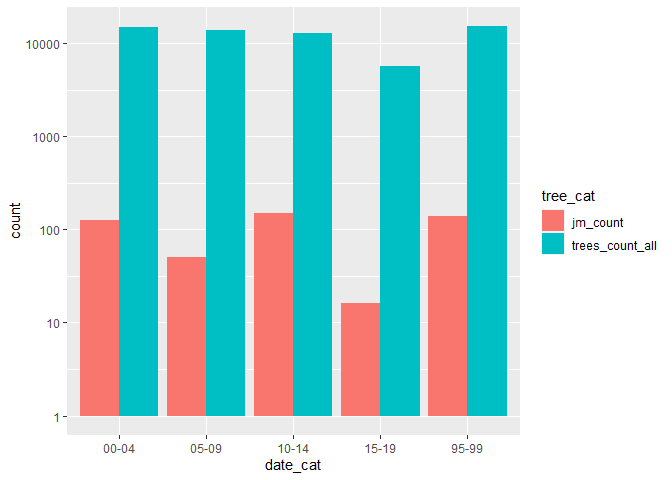 10000
1000
100
10
1
count
00-04 05-09 10-14 15-19 95-99
date_cat
tree_cat
jm_count
trees_count_all